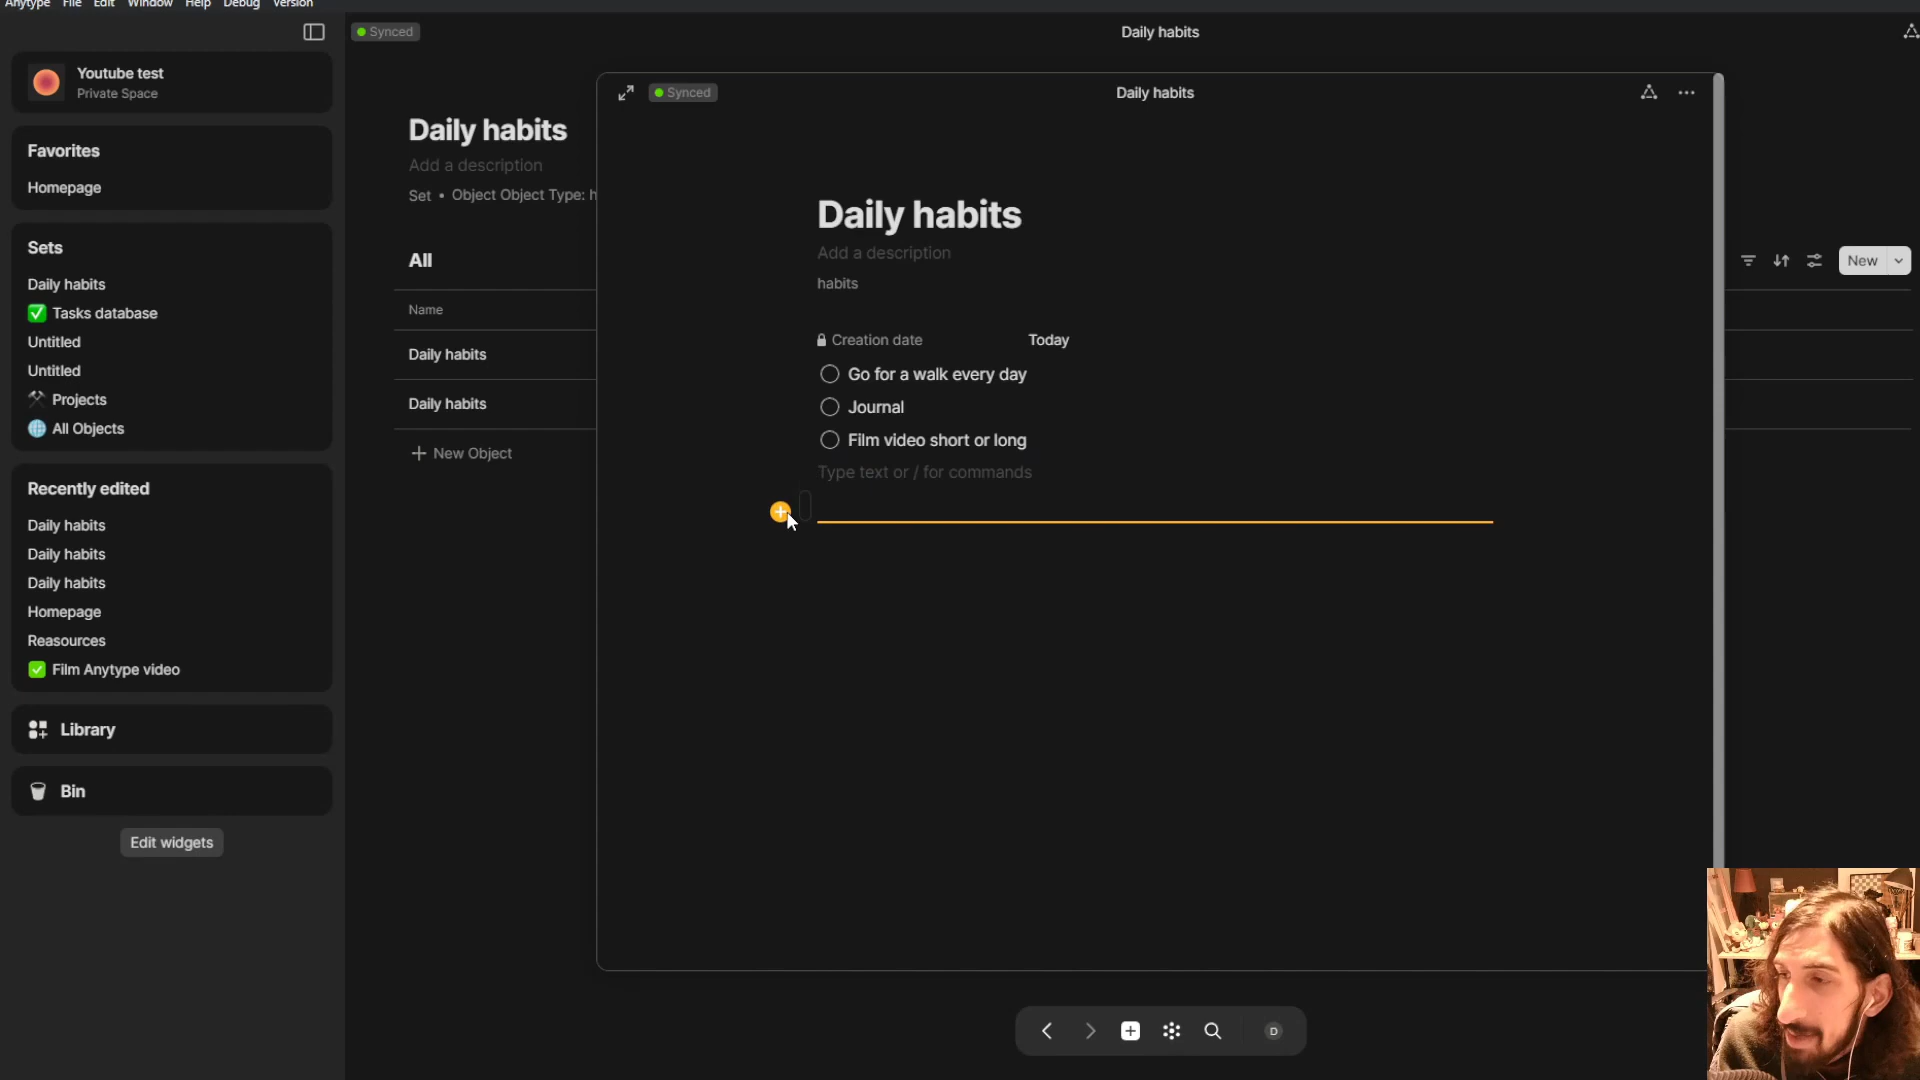 Anytype File Edit Window Help Debug Version
Synced
Daily habits
Youtube test
Private Space
Favorites
Homepage
Sets
Daily habits
Tasks database
Untitled
Untitled
Projects
All Objects
Recently edited
Daily habits
Daily habits
Daily habits
Homepage
Reasources
Film Anytype video
Library
Bin
Edit widgets
Daily habits
Add a description
Set • Object Object Type: h
All
New
Name
Daily habits
Daily habits
New Object
Synced
Daily habits
Daily habits
Add a description
habits
Creation date Today
Go for a walk every day
Journal
Film video short or long
Type text or / for commands
D